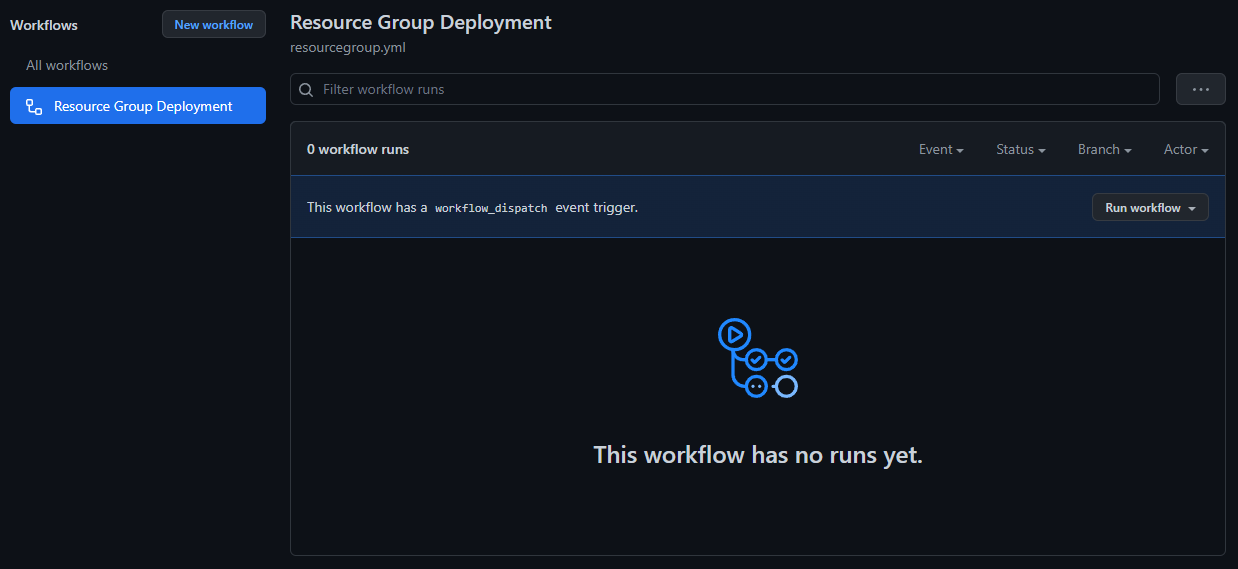 Workflows
New workflow
All workflows
Resource Group Deployment
Resource Group Deployment
resourcegroup.yml
Filter workflow runs
0 workflow runs
Event
Status
Branch
Actor
This workflow has a workflow_dispatch event trigger.
Run workflow
This workflow has no runs yet.